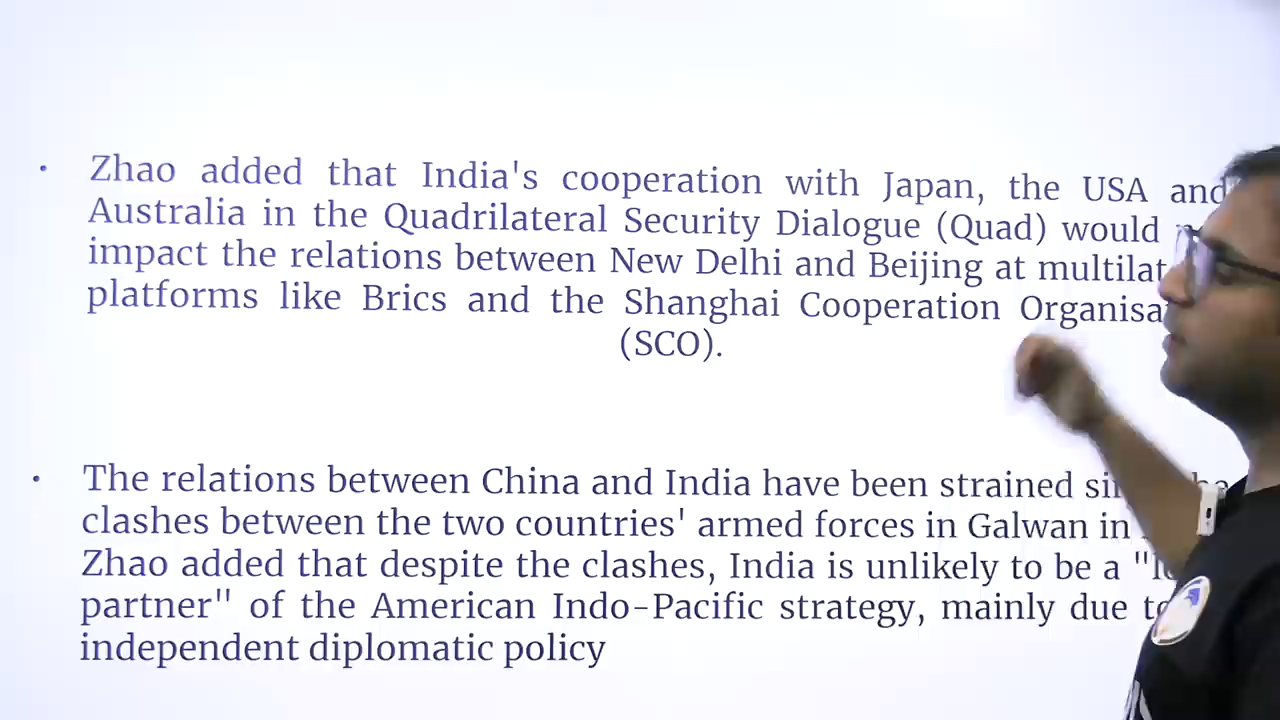 • Zhao added that India's cooperation with Japan, the USA and
Australia in the Quadrilateral Security Dialogue (Quad) would
impact the relations between New Delhi and Beijing at
platforms like Brics and the Shanghai Cooperation
(SCO).
• The relations between China and India have been strained
clashes between the two countries' armed forces in Galwan in
Zhao added that despite the clashes, India is unlikely to be a
partner" of the American Indo-Pacific strategy, mainly due
independent diplomatic policy